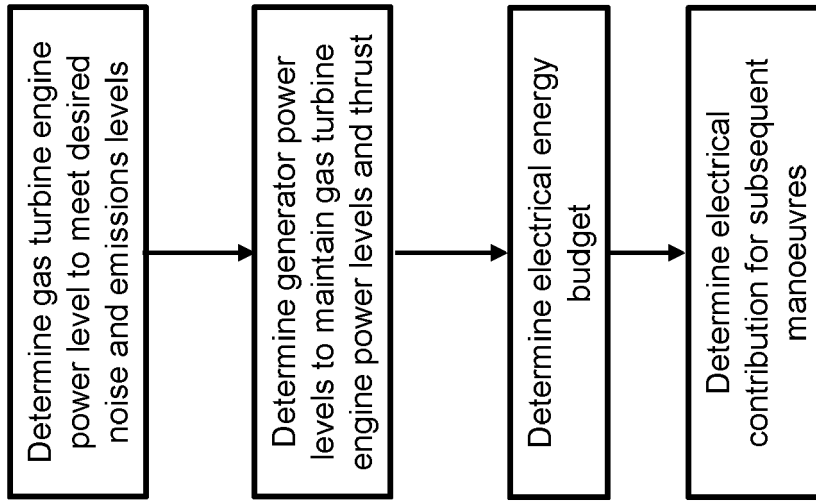 Determine gas turbine engine
power level to meet desired
noise and emissions levels
Determine generator power
levels to maintain gas turbine
engine power levels and thrust
Determine electrical energy
budget
Determine electrical
contribution for subsequent
manoeuvres